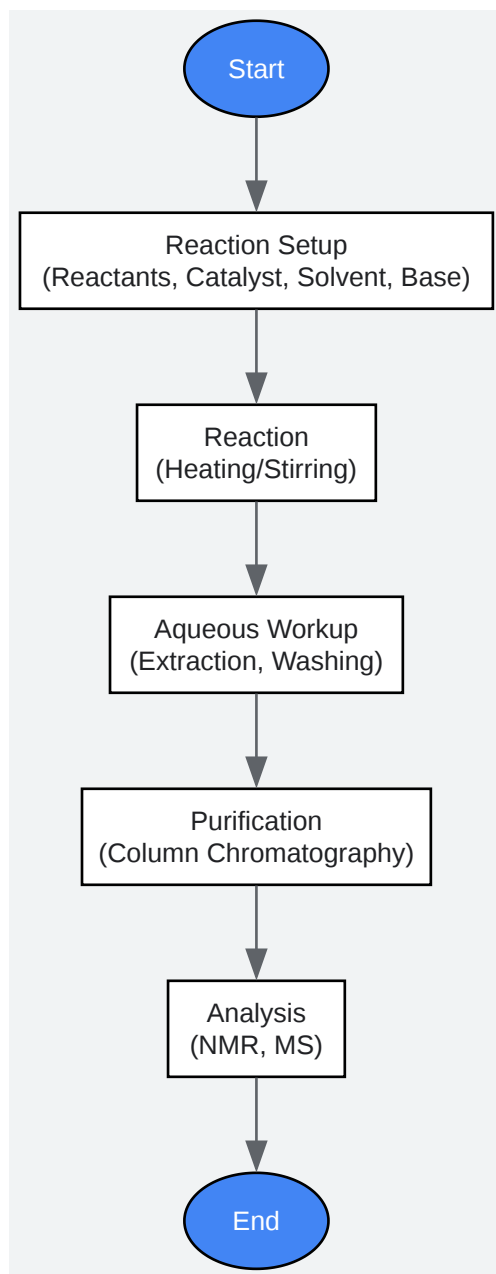 Start
Reaction Setup
(Reactants, Catalyst, Solvent, Base)
Reaction
(Heating/Stirring)
Aqueous Workup
(Extraction, Washing)
Purification
(Column Chromatography)
Analysis
(NMR, MS)
End